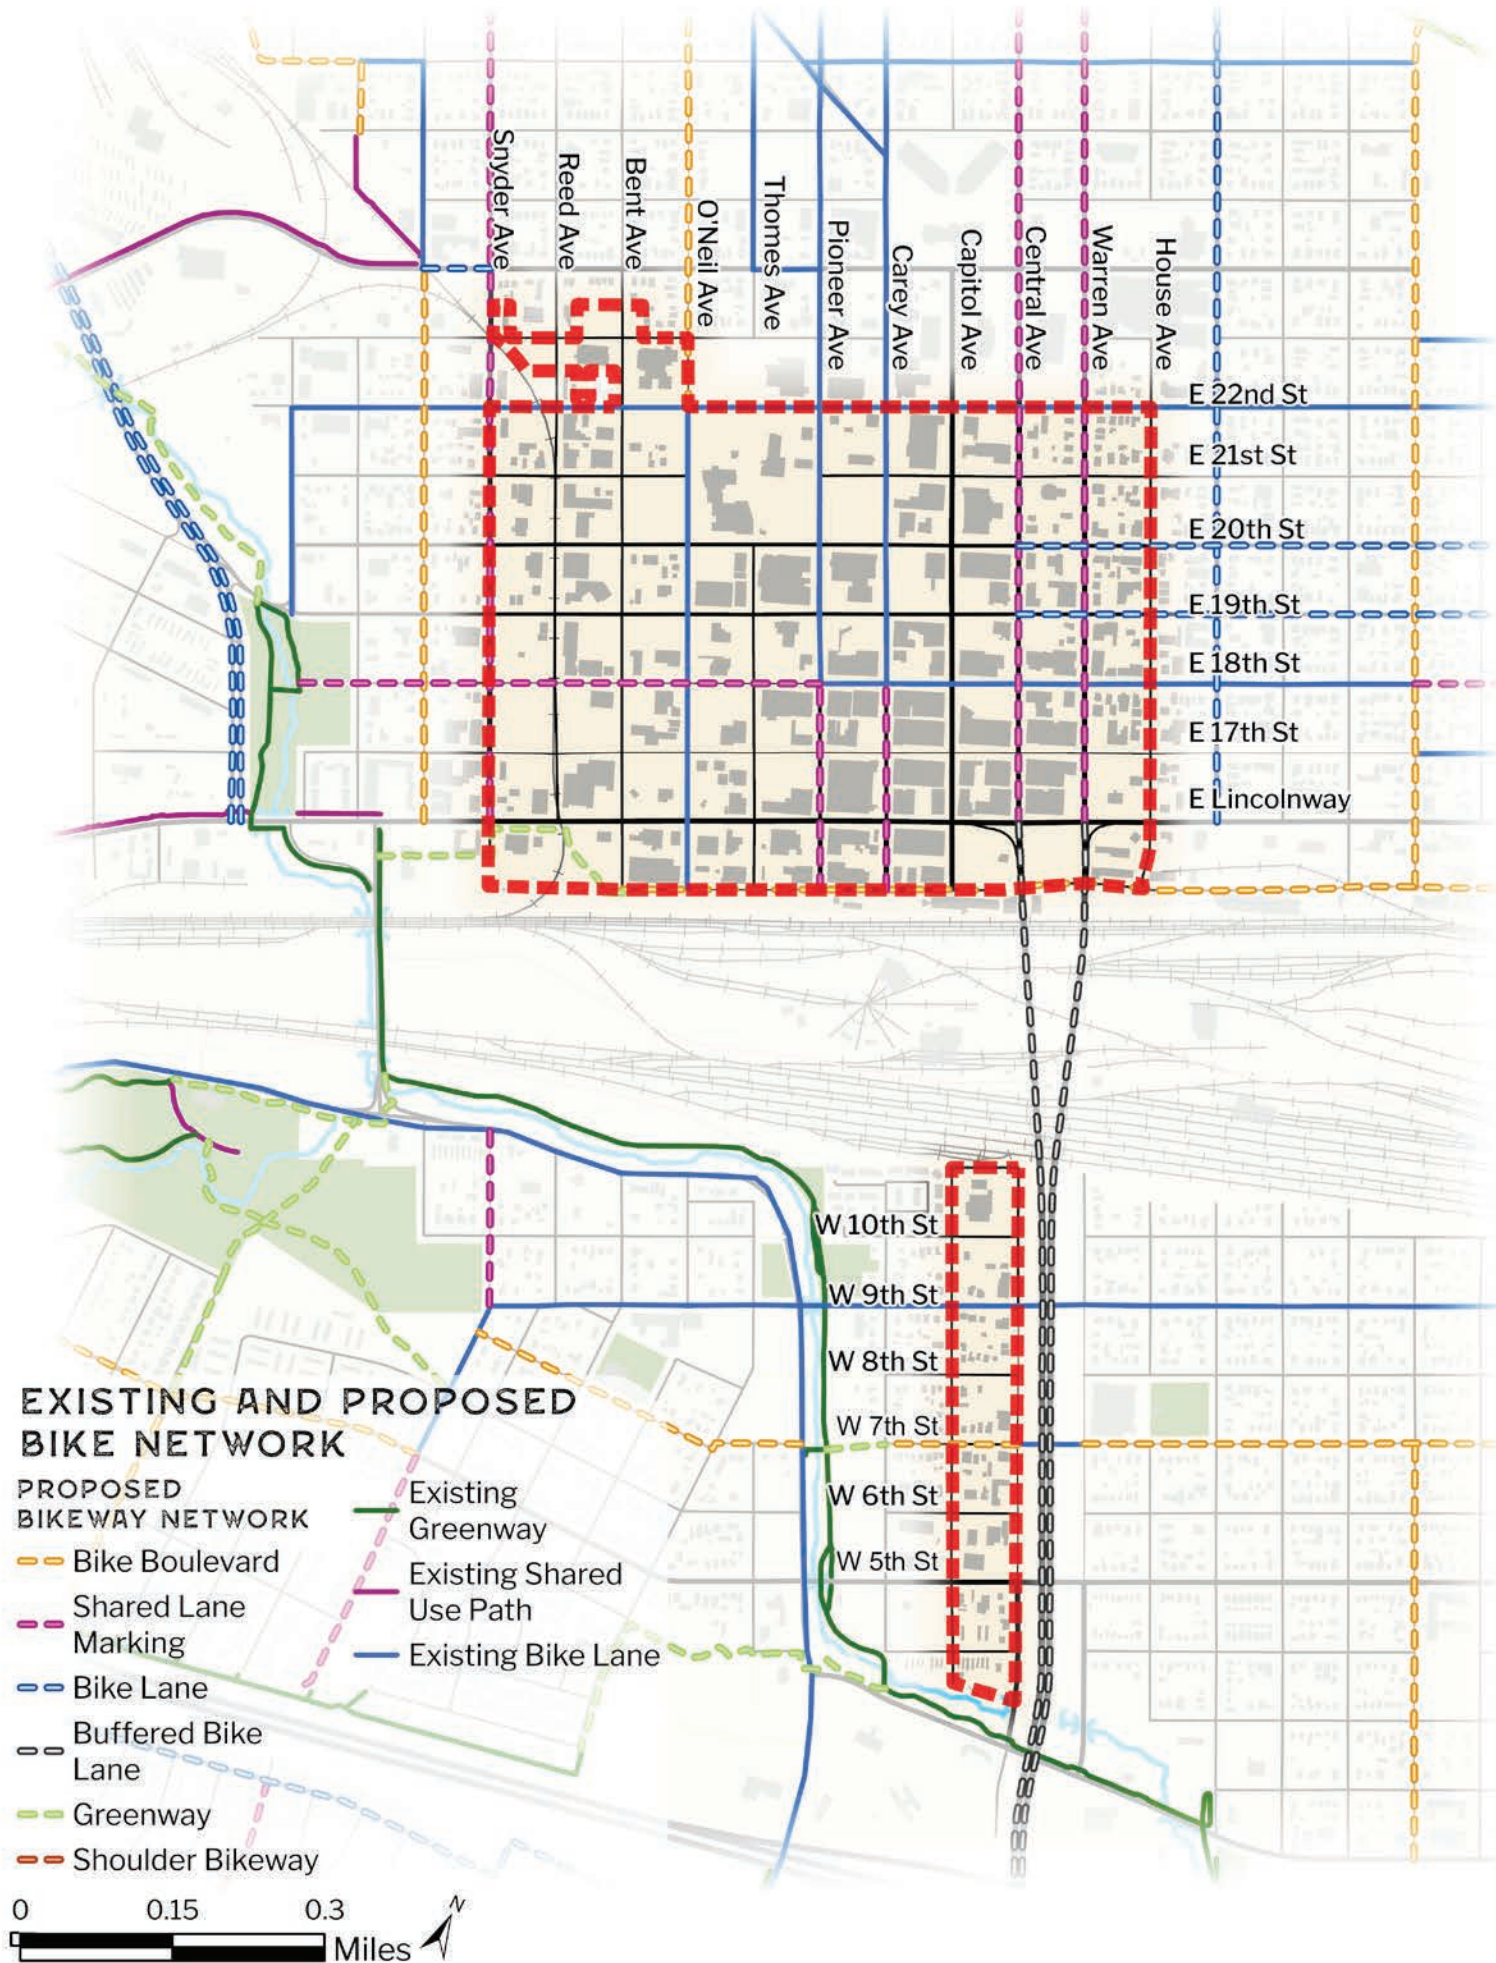 Snyder Ave
Reed Ave
Bent Ave
O'Neil Ave
Thomes Ave
Pioneer Ave
Carey Ave
Capitol Ave
Central Ave
Warren Ave
House Ave
E 22nd St
E 21st St
E 20th St
E 19th St
E 18th St
E 17th St
E Lincolnway
W 10th St
W 9th St
W 8th St
W 7th St
W 6th St
W 5th St
EXISTING AND PROPOSED
BIKE NETWORK
PROPOSED
BIKEWAY NETWORK
Bike Boulevard
Shared Lane
Marking
Bike Lane
Buffered Bike
Lane
Greenway
Shoulder Bikeway
Existing
Greenway
Existing Shared
Use Path
Existing Bike Lane
0 0.15 0.3
Miles
N